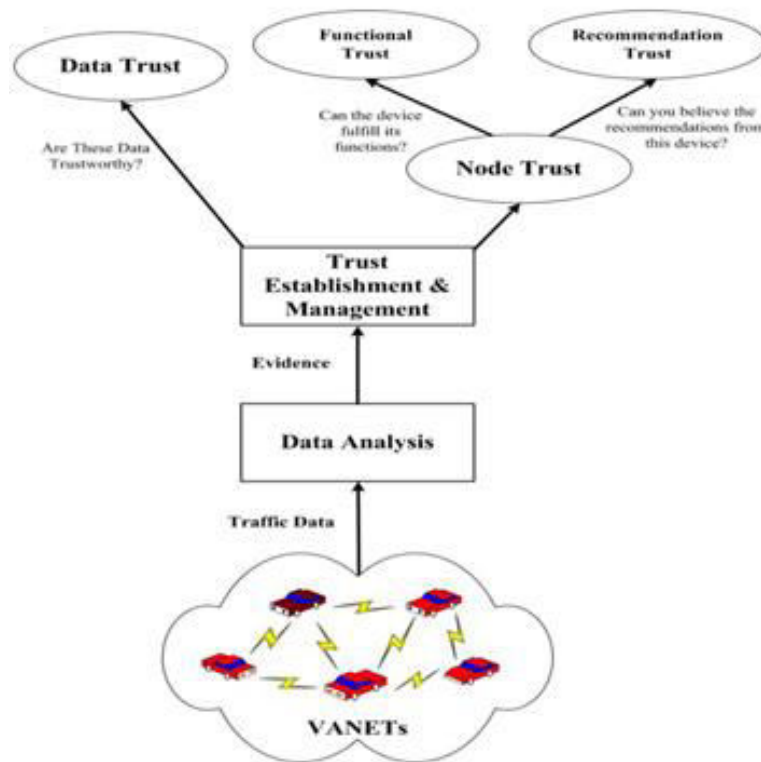 Functional
Trust
Recommendation
Trust
Data Trust
Can the device
fulfill its
functions?
Can you believe the
recommendations from
this device?
Are These Data
Trustworthy?
Node Trust
Trust
Establishment &
Management
Evidence
Data Analysis
Traffic Data
VANETs